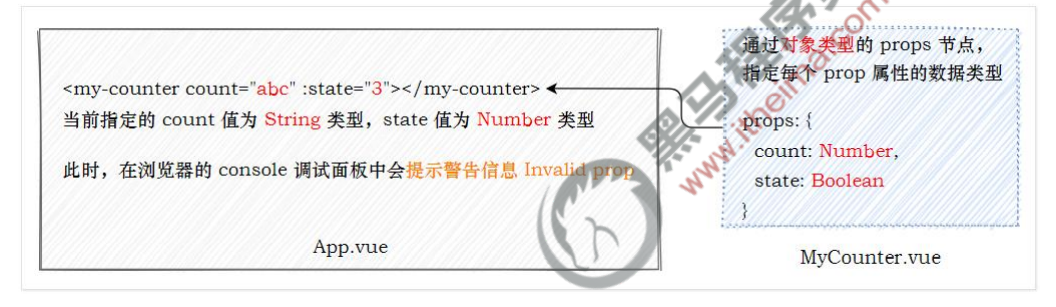 <my-counter count="abc" :state="3"></my-counter>
当前指定的 count 值为 String 类型，state 值为 Number 类型
此时，在浏览器的 console 调试面板中会提示警告信息 Invalid prop
App.vue
通过对象类型的 props 节点，
指定每个 prop 属性的数据类型
props: {
count: Number,
state: Boolean
}
MyCounter.vue
黑马程序
www.itheima.com